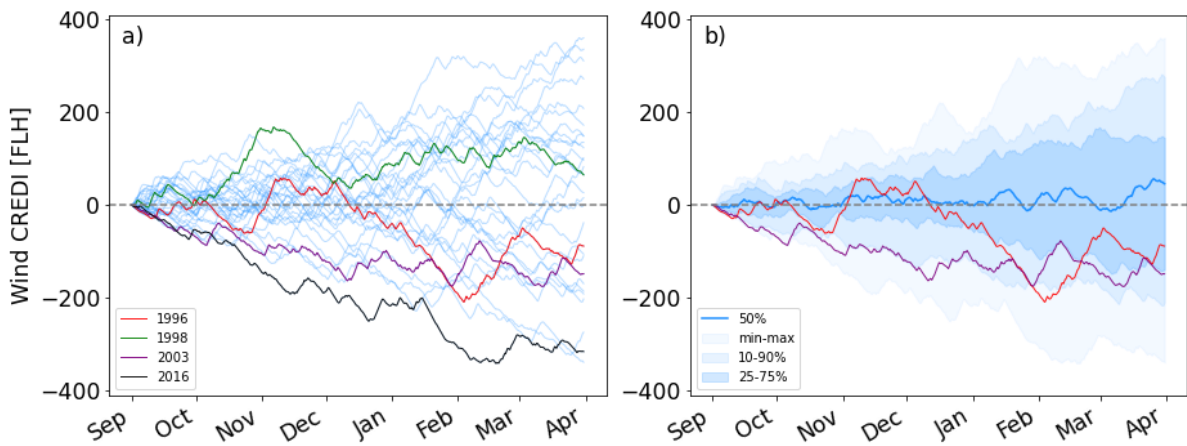 a)
b)
Wind CREDI [FLH]
400
200
0
−200
−400
1996
1998
2003
2016
Sep
Oct
Nov
Dec
Jan
Feb
Mar
Apr
400
200
0
−200
−400
50%
min-max
10-90%
25-75%
Sep
Oct
Nov
Dec
Jan
Feb
Mar
Apr